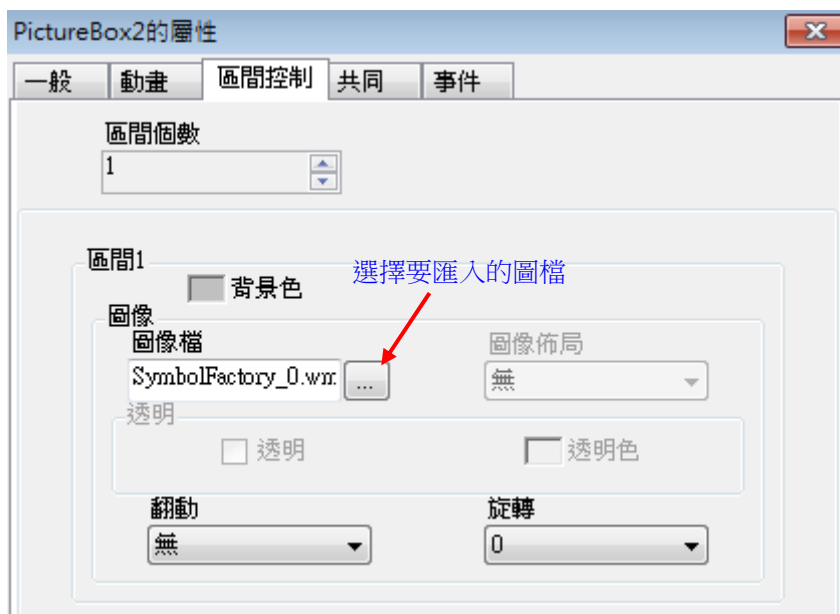 PictureBox2的屬性
一般 動畫 區間控制 共同 事件
區間個數
1
區間1
選擇要匯入的圖檔
背景色
圖像
圖像檔 圖像佈局
SymbolFactory_0.wm ... 無
透明
透明 透明色
翻動 旋轉
無 0